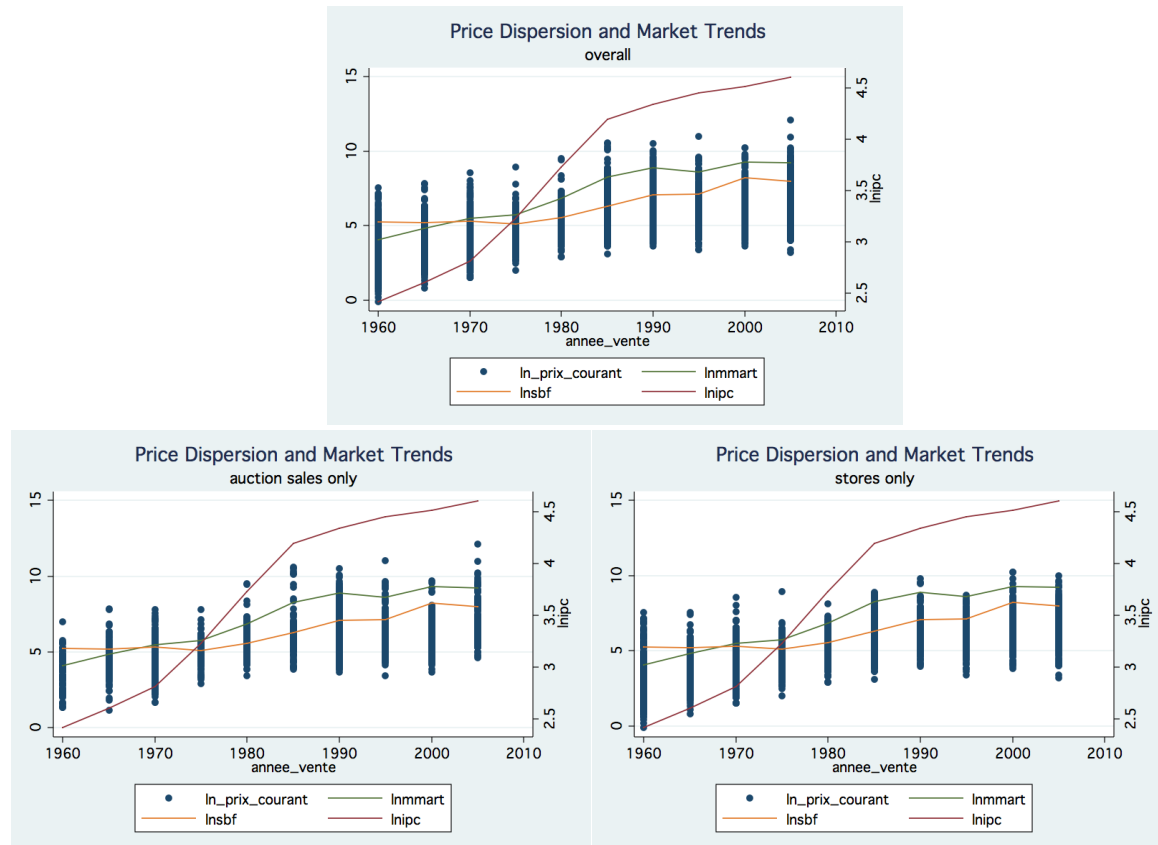 Price Dispersion and Market Trends
overall
15
10
5
0
4.5
4
3.5
3
2.5
lnipc
1960 1970 1980 1990 2000 2010
annee_vente
ln_prix_courant lnmmart
lnsbf lnipc
Price Dispersion and Market Trends
auction sales only
15
10
5
0
4.5
4
3.5
3
2.5
lnipc
1960 1970 1980 1990 2000 2010
annee_vente
ln_prix_courant lnmmart
lnsbf lnipc
Price Dispersion and Market Trends
stores only
15
10
5
0
4.5
4
3.5
3
2.5
lnipc
1960 1970 1980 1990 2000 2010
annee_vente
ln_prix_courant lnmmart
lnsbf lnipc